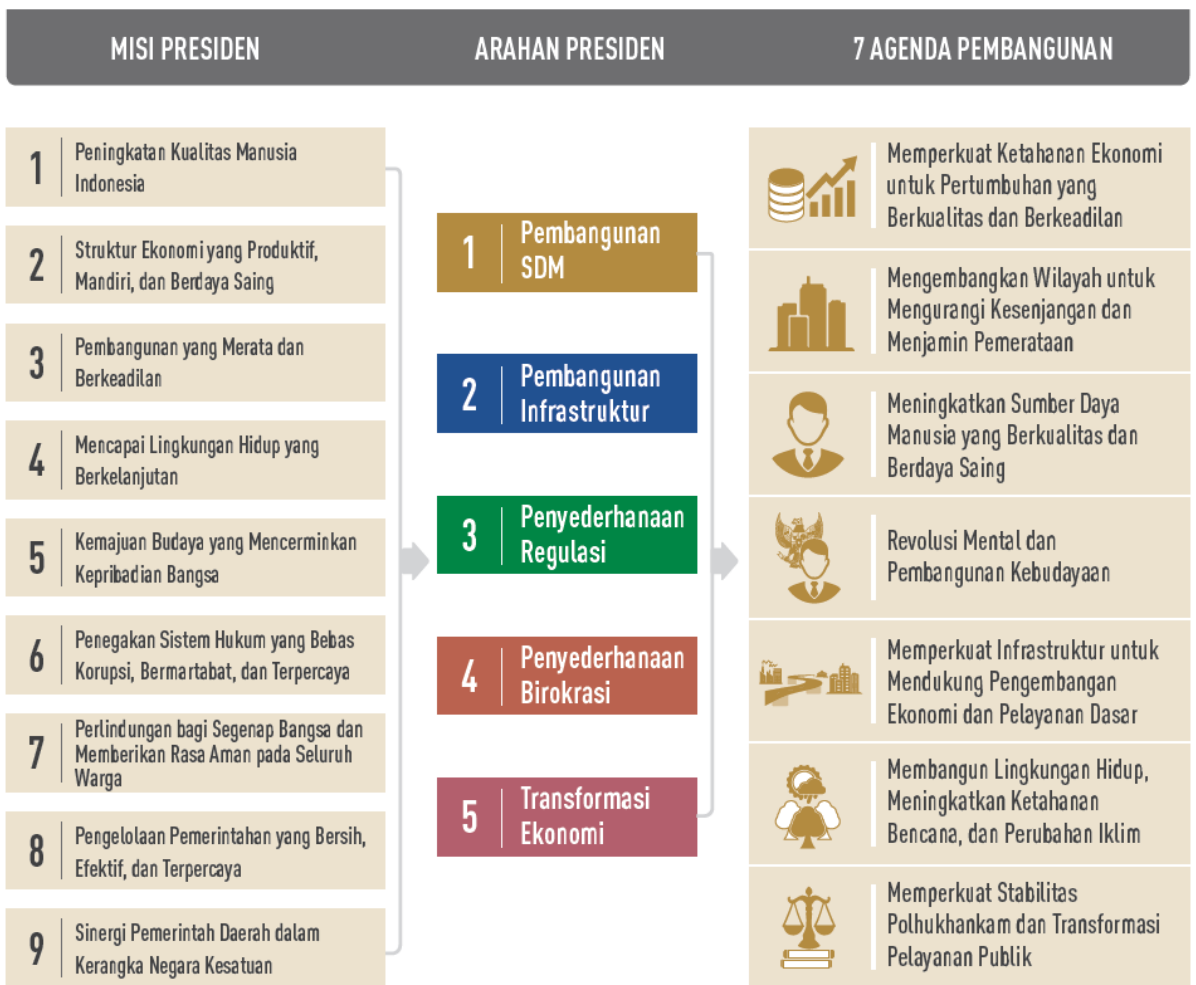 MISI PRESIDEN
ARAHAN PRESIDEN
7 AGENDA PEMBANGUNAN
1
Peningkatan Kualitas Manusia
Indonesia
2
Struktur Ekonomi yang Produktif,
Mandiri, dan Berdaya Saing
3
Pembangunan yang Merata dan
Berkeadilan
4
Mencapai Lingkungan Hidup yang
Berkelanjutan
5
Kemajuan Budaya yang Mencerminkan
Kepribadian Bangsa
6
Penegakan Sistem Hukum yang Bebas
Korupsi, Bermartabat, dan Terpercaya
7
Perlindungan bagi Segenap Bangsa dan
Memberikan Rasa Aman pada Seluruh
Warga
8
Pengelolaan Pemerintahan yang Bersih,
Efektif, dan Terpercaya
9
Sinergi Pemerintah Daerah dalam
Kerangka Negara Kesatuan
1
Pembangunan
SDM
2
Pembangunan
Infrastruktur
3
Penyederhanaan
Regulasi
4
Penyederhanaan
Birokrasi
5
Transformasi
Ekonomi
Memperkuat Ketahanan Ekonomi
untuk Pertumbuhan yang
Berkualitas dan Berkeadilan
Mengembangkan Wilayah untuk
Mengurangi Kesenjangan dan
Menjamin Pemerataan
Meningkatkan Sumber Daya
Manusia yang Berkualitas dan
Berdaya Saing
Revolusi Mental dan
Pembangunan Kebudayaan
Memperkuat Infrastruktur untuk
Mendukung Pengembangan
Ekonomi dan Pelayanan Dasar
Membangun Lingkungan Hidup,
Meningkatkan Ketahanan
Bencana, dan Perubahan Iklim
Memperkuat Stabilitas
Polhukhankam dan Transformasi
Pelayanan Publik